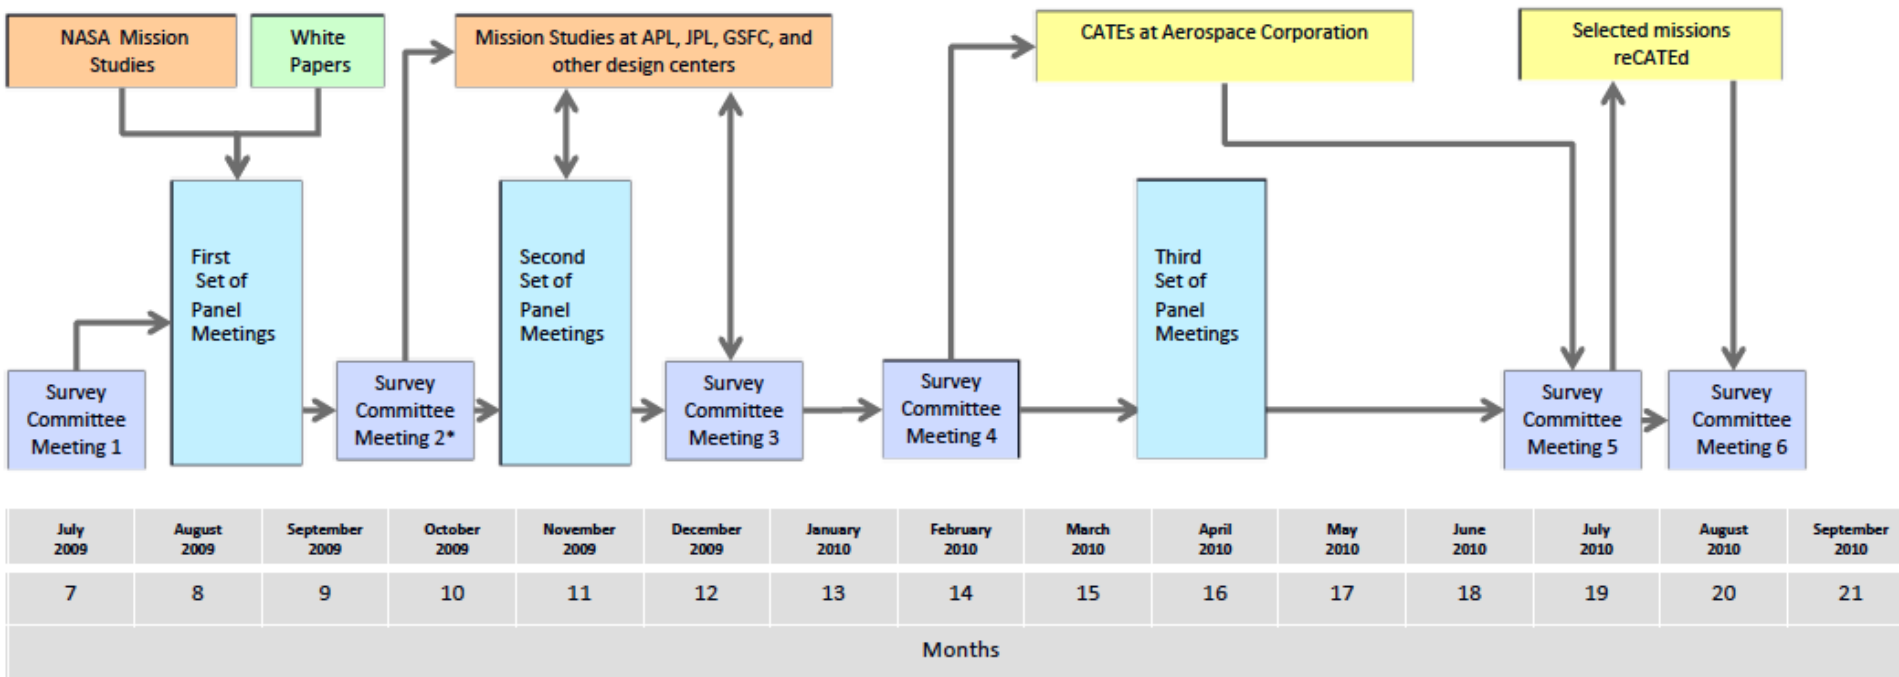 NASA Mission
Studies
White
Papers
Mission Studies at APL, JPL, GSFC, and
other design centers
CATEs at Aerospace Corporation
Selected missions
reCATEd
First
Set of
Panel
Meetings
Second
Set of
Panel
Meetings
Third
Set of
Panel
Meetings
Survey
Committee
Meeting 1
Survey
Committee
Meeting 2*
Survey
Committee
Meeting 3
Survey
Committee
Meeting 4
Survey
Committee
Meeting 5
Survey
Committee
Meeting 6
July
2009
August
2009
September
2009
October
2009
November
2009
December
2009
January
2010
February
2010
March
2010
April
2010
May
2010
June
2010
July
2010
August
2010
September
2010
7 8 9 10 11 12 13 14 15 16 17 18 19 20 21
Months